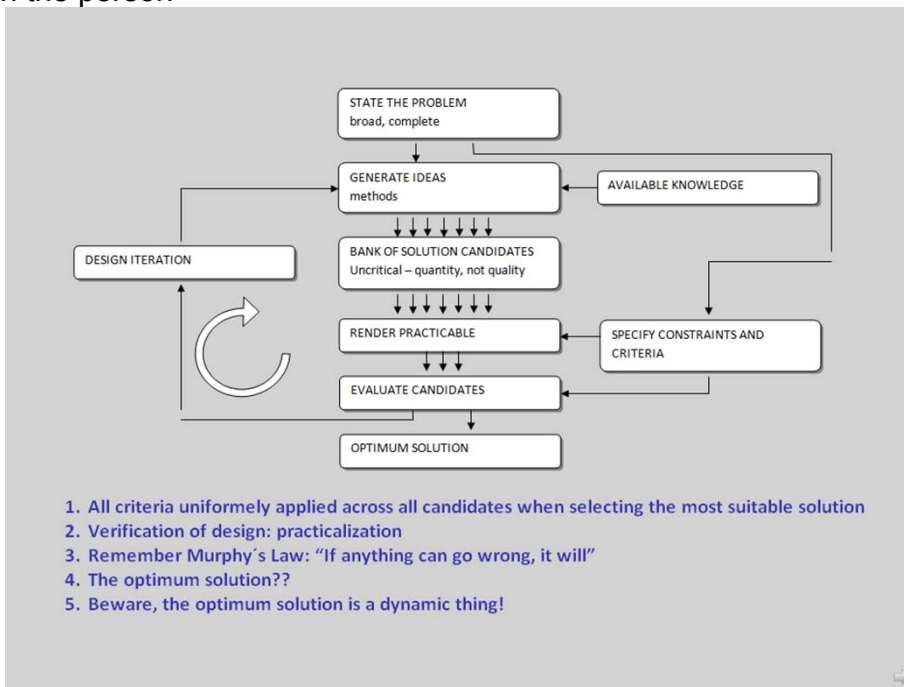 the person
STATE THE PROBLEM
broad, complete
GENERATE IDEAS
methods
AVAILABLE KNOWLEDGE
DESIGN ITERATION
BANK OF SOLUTION CANDIDATES
Uncritical – quantity, not quality
RENDER PRACTICABLE
SPECIFY CONSTRAINTS AND
CRITERIA
EVALUATE CANDIDATES
OPTIMUM SOLUTION
1. All criteria uniformely applied across all candidates when selecting the most suitable solution
2. Verification of design: practicalization
3. Remember Murphy´s Law: “If anything can go wrong, it will”
4. The optimum solution??
5. Beware, the optimum solution is a dynamic thing!